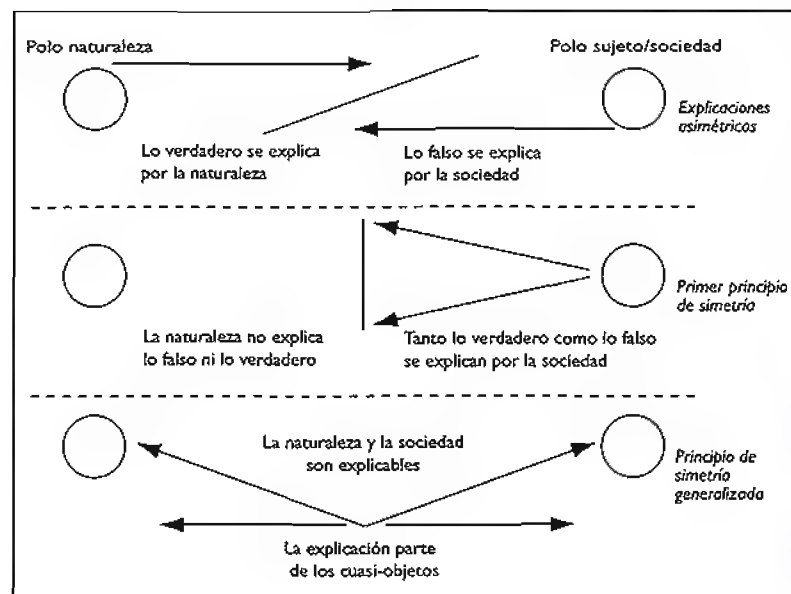 Polo naturaleza
Polo sujeto/sociedad
Explicaciones
asimétricas
Lo verdadero se explica
por la naturaleza
Lo falso se explica
por la sociedad
Primer principio
de simetría
La naturaleza no explica
lo falso ni lo verdadero
Tanto lo verdadero como lo falso
se explican por la sociedad
La naturaleza y la sociedad
son explicables
Principio de
simetría
generalizada
La explicación parte
de los cuasi-objetos